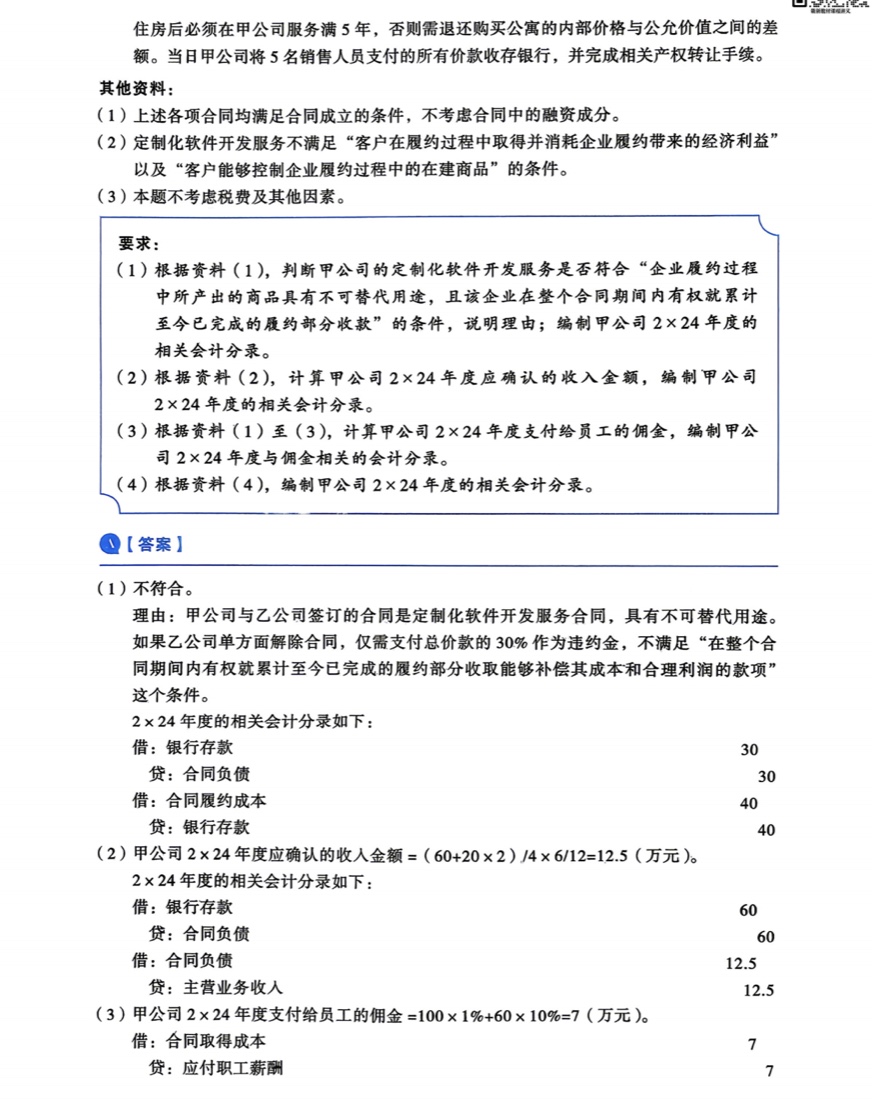 住房后必须在甲公司服务满 5 年，否则需退还购买公寓的内部价格与公允价值之间的差
额。当日甲公司将 5 名销售人员支付的所有价款收存银行，并完成相关产权转让手续。
其他资料：
（1）上述各项合同均满足合同成立的条件，不考虑合同中的融资成分。
（2）定制化软件开发服务不满足“客户在履约过程中取得并消耗企业履约带来的经济利益”
以及“客户能够控制企业履约过程中的在建商品”的条件。
（3）本题不考虑税费及其他因素。
要求：
（1）根据资料（1），判断甲公司的定制化软件开发服务是否符合“企业履约过程
中所产出的商品具有不可替代用途，且该企业在整个合同期间内有权就累计
至今已完成的履约部分收款”的条件，说明理由；编制甲公司 2×24 年度的
相关会计分录。
（2）根据资料（2），计算甲公司 2×24 年度应确认的收入金额，编制甲公司
2×24 年度的相关会计分录。
（3）根据资料（1）至（3），计算甲公司 2×24 年度支付给员工的佣金，编制甲公
司 2×24 年度与佣金相关的会计分录。
（4）根据资料（4），编制甲公司 2×24 年度的相关会计分录。
【答案】
（1）不符合。
理由：甲公司与乙公司签订的合同是定制化软件开发服务合同，具有不可替代用途。
如果乙公司单方面解除合同，仅需支付总价款的 30% 作为违约金，不满足“在整个合
同期间内有权就累计至今已完成的履约部分收取能够补偿其成本和合理利润的款项”
这个条件。
2×24 年度的相关会计分录如下：
借：银行存款 30
贷：合同负债 30
借：合同履约成本 40
贷：银行存款 40
（2）甲公司 2×24 年度应确认的收入金额 =（60+20×2）/4×6/12=12.5（万元）。
2×24 年度的相关会计分录如下：
借：银行存款 60
贷：合同负债 60
借：合同负债 12.5
贷：主营业务收入 12.5
（3）甲公司 2×24 年度支付给员工的佣金 =100×1%+60×10%=7（万元）。
借：合同取得成本 7
贷：应付职工薪酬 7